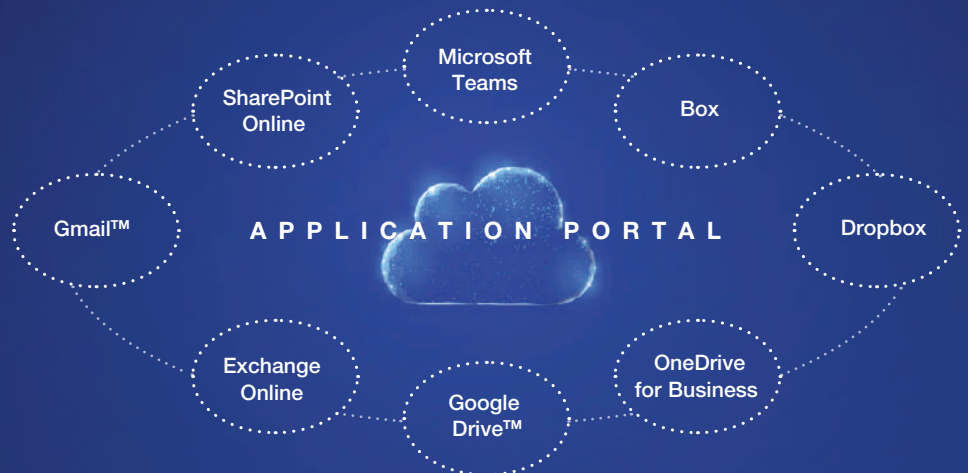 Microsoft
Teams
SharePoint
Online
Box
Gmail™
APPLICATION PORTAL
Dropbox
Exchange
Online
OneDrive
for Business
Google
Drive™